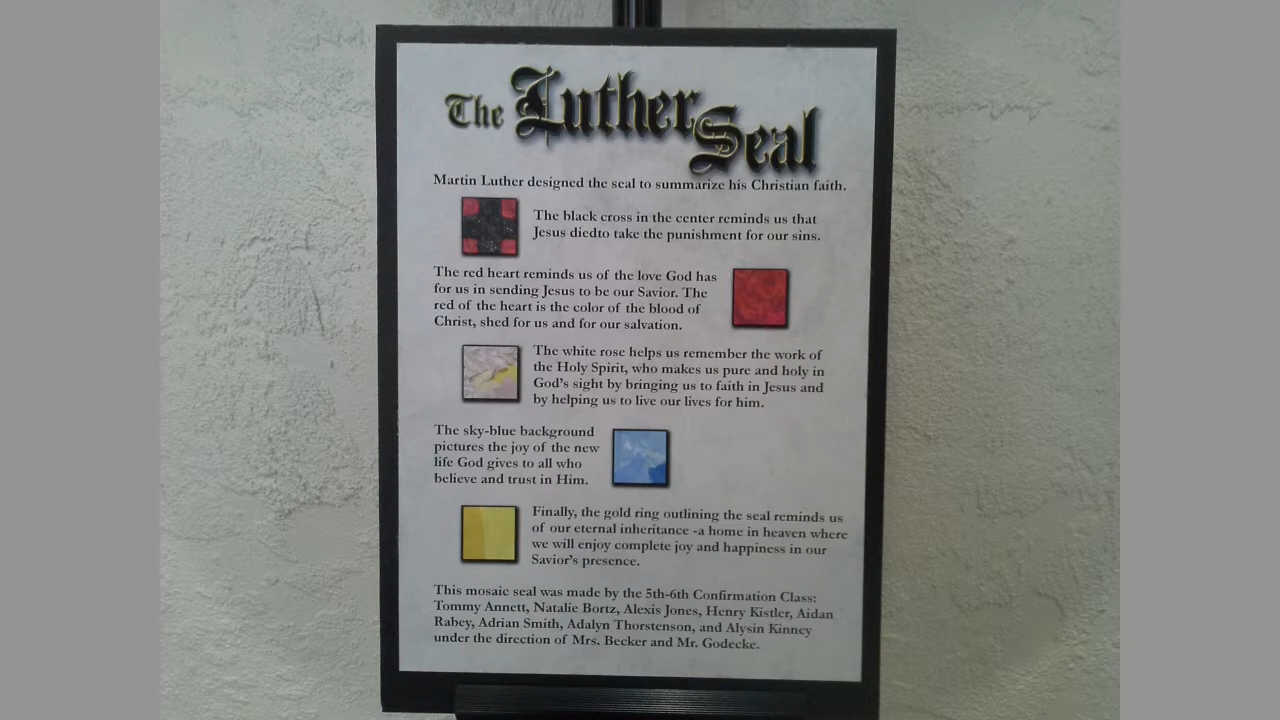 The Luther Seal
Martin Luther designed the seal to summarize his Christian faith.
The black cross in the center reminds us that
Jesus diedto take the punishment for our sins.
The red heart reminds us of the love God has
for us in sending Jesus to be our Savior. The
red of the heart is the color of the blood of
Christ, shed for us and for our salvation.
The white rose helps us remember the work of
the Holy Spirit, who makes us pure and holy in
God's sight by bringing us to faith in Jesus and
by helping us to live our lives for him.
The sky-blue background
pictures the joy of the new
life God gives to all who
believe and trust in Him.
Finally, the gold ring outlining the seal reminds us
of our eternal inheritance -a home in heaven where
we will enjoy complete joy and happiness in our
Savior's presence.
This mosaic seal was made by the 5th-6th Confirmation Class:
Tommy Annett, Natalie Bortz, Alexis Jones, Henry Kistler, Aidan
Rabey, Adrian Smith, Adalyn Thorstenson, and Alysin Kinney
under the direction of Mrs. Becker and Mr. Godecke.